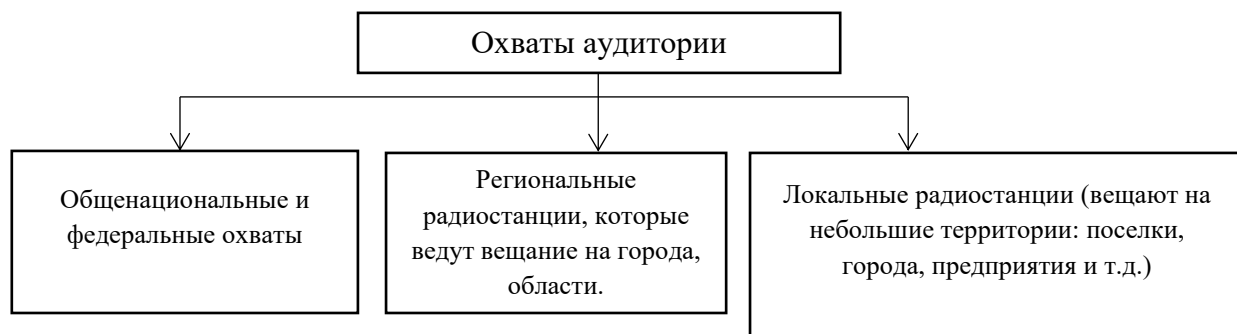 Охваты аудитории
Общенациональные и
федеральные охваты
Региональные
радиостанции, которые
ведут вещание на города,
области.
Локальные радиостанции (вещают на
небольшие территории: поселки,
города, предприятия и т.д.)